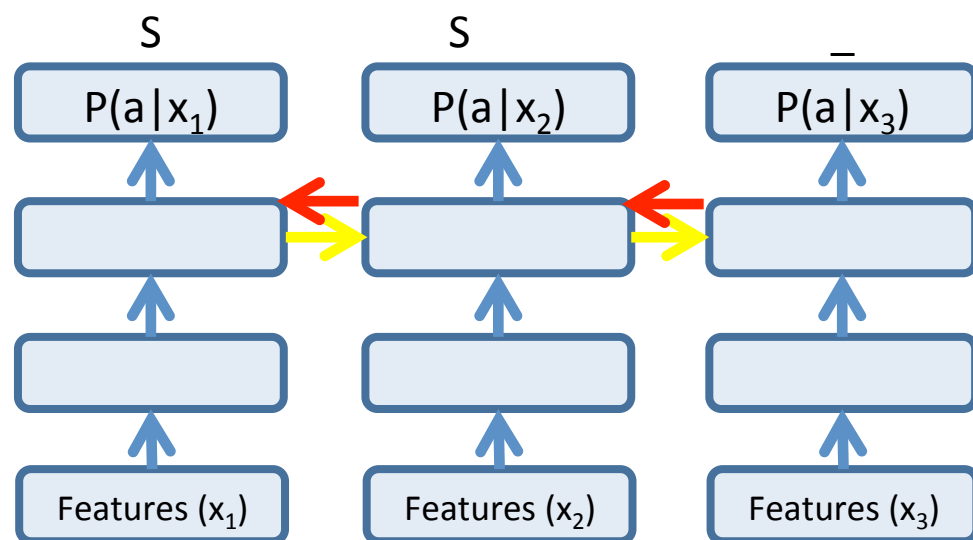 S S _
P(a|x₁) P(a|x₂) P(a|x₃)
Features (x₁) Features (x₂) Features (x₃)